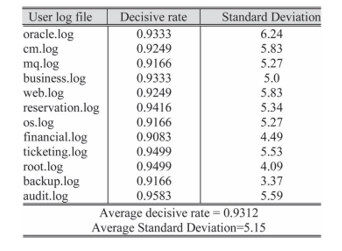 User log file Decisive rate Standard Deviation
oracle.log 0.9333 6.24
cm.log 0.9249 5.83
mq.log 0.9166 5.27
business.log 0.9333 5.0
web.log 0.9249 5.83
reservation.log 0.9416 5.34
os.log 0.9166 5.27
financial.log 0.9083 4.49
ticketing.log 0.9499 5.53
root.log 0.9499 4.09
backup.log 0.9166 3.37
audit.log 0.9583 5.59
Average decisive rate = 0.9312
Average Standard Deviation=5.15